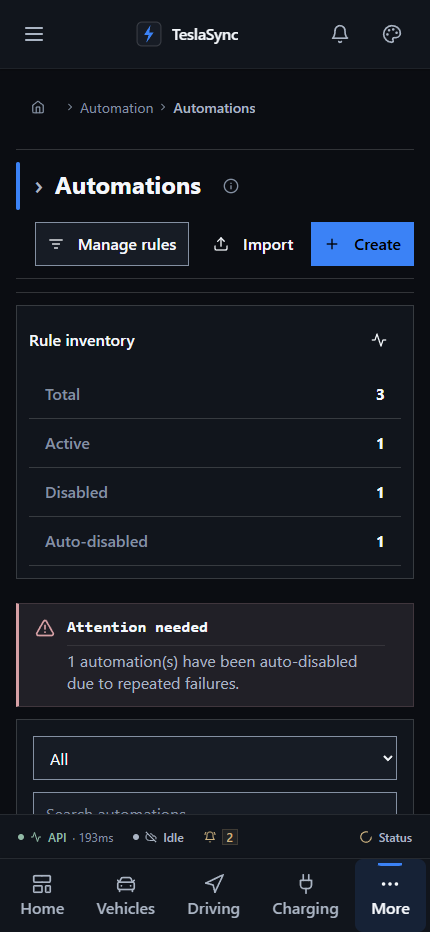 TeslaSync
Automation Automations
Automations
Manage rules Import Create
Rule inventory
Total 3
Active 1
Disabled 1
Auto-disabled 1
Attention needed
1 automation(s) have been auto-disabled
due to repeated failures.
All
Search automations
API · 193ms Idle 2 Status
Home Vehicles Driving Charging More